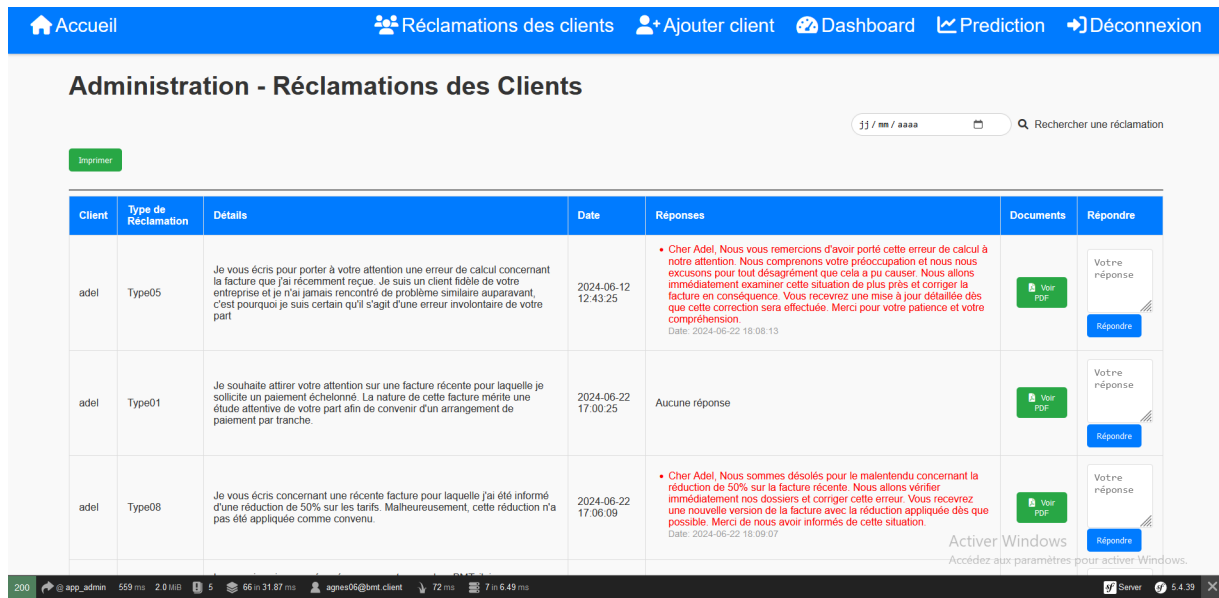 Accueil
Réclamations des clients
Ajouter client
Dashboard
Prediction
Déconnexion
Administration - Réclamations des Clients
jj / mm / aaaa
Rechercher une réclamation
Imprimer
Client
Type de
Réclamation
Détails
Date
Réponses
Documents
Répondre
adel
Type05
Je vous écris pour porter à votre attention une erreur de calcul concernant
la facture que j'ai récemment reçue. Je suis un client fidèle de votre
entreprise et je n'ai jamais rencontré de problème similaire auparavant,
c'est pourquoi je suis certain qu'il s'agit d'une erreur involontaire de votre
part
2024-06-12
12:43:25
• Cher Adel, Nous vous remercions d'avoir porté cette erreur de calcul à
notre attention. Nous comprenons votre préoccupation et nous nous
excusons pour tout désagrément que cela a pu causer. Nous allons
immédiatement examiner cette situation de plus près et corriger la
facture en conséquence. Vous recevrez une mise à jour détaillée dès
que cette correction sera effectuée. Merci pour votre patience et votre
compréhension.
Date: 2024-06-22 18:08:13
Voir
PDF
Votre
réponse
Répondre
adel
Type01
Je souhaite attirer votre attention sur une facture récente pour laquelle je
sollicite un paiement échelonné. La nature de cette facture mérite une
étude attentive de votre part afin de convenir d'un arrangement de
paiement par tranche.
2024-06-22
17:00:25
Aucune réponse
Voir
PDF
Votre
réponse
Répondre
adel
Type08
Je vous écris concernant une récente facture pour laquelle j'ai été informé
d'une réduction de 50% sur les tarifs. Malheureusement, cette réduction n'a
pas été appliquée comme convenu.
2024-06-22
17:06:09
• Cher Adel, Nous sommes désolés pour le malentendu concernant la
réduction de 50% sur la facture récente. Nous allons vérifier
immédiatement nos dossiers et corriger cette erreur. Vous recevrez
une nouvelle version de la facture avec la réduction appliquée dès que
possible. Merci de nous avoir informés de cette situation.
Date: 2024-06-22 18:09:07
Voir
PDF
Votre
réponse
Répondre
Activer Windows
Accédez aux paramètres pour activer Windows.
200 @ app_admin 559 ms 2.0 MiB 5 66 in 31.87 ms agnes06@bmt.client 72 ms 7 in 6.49 ms Server 5.4.39